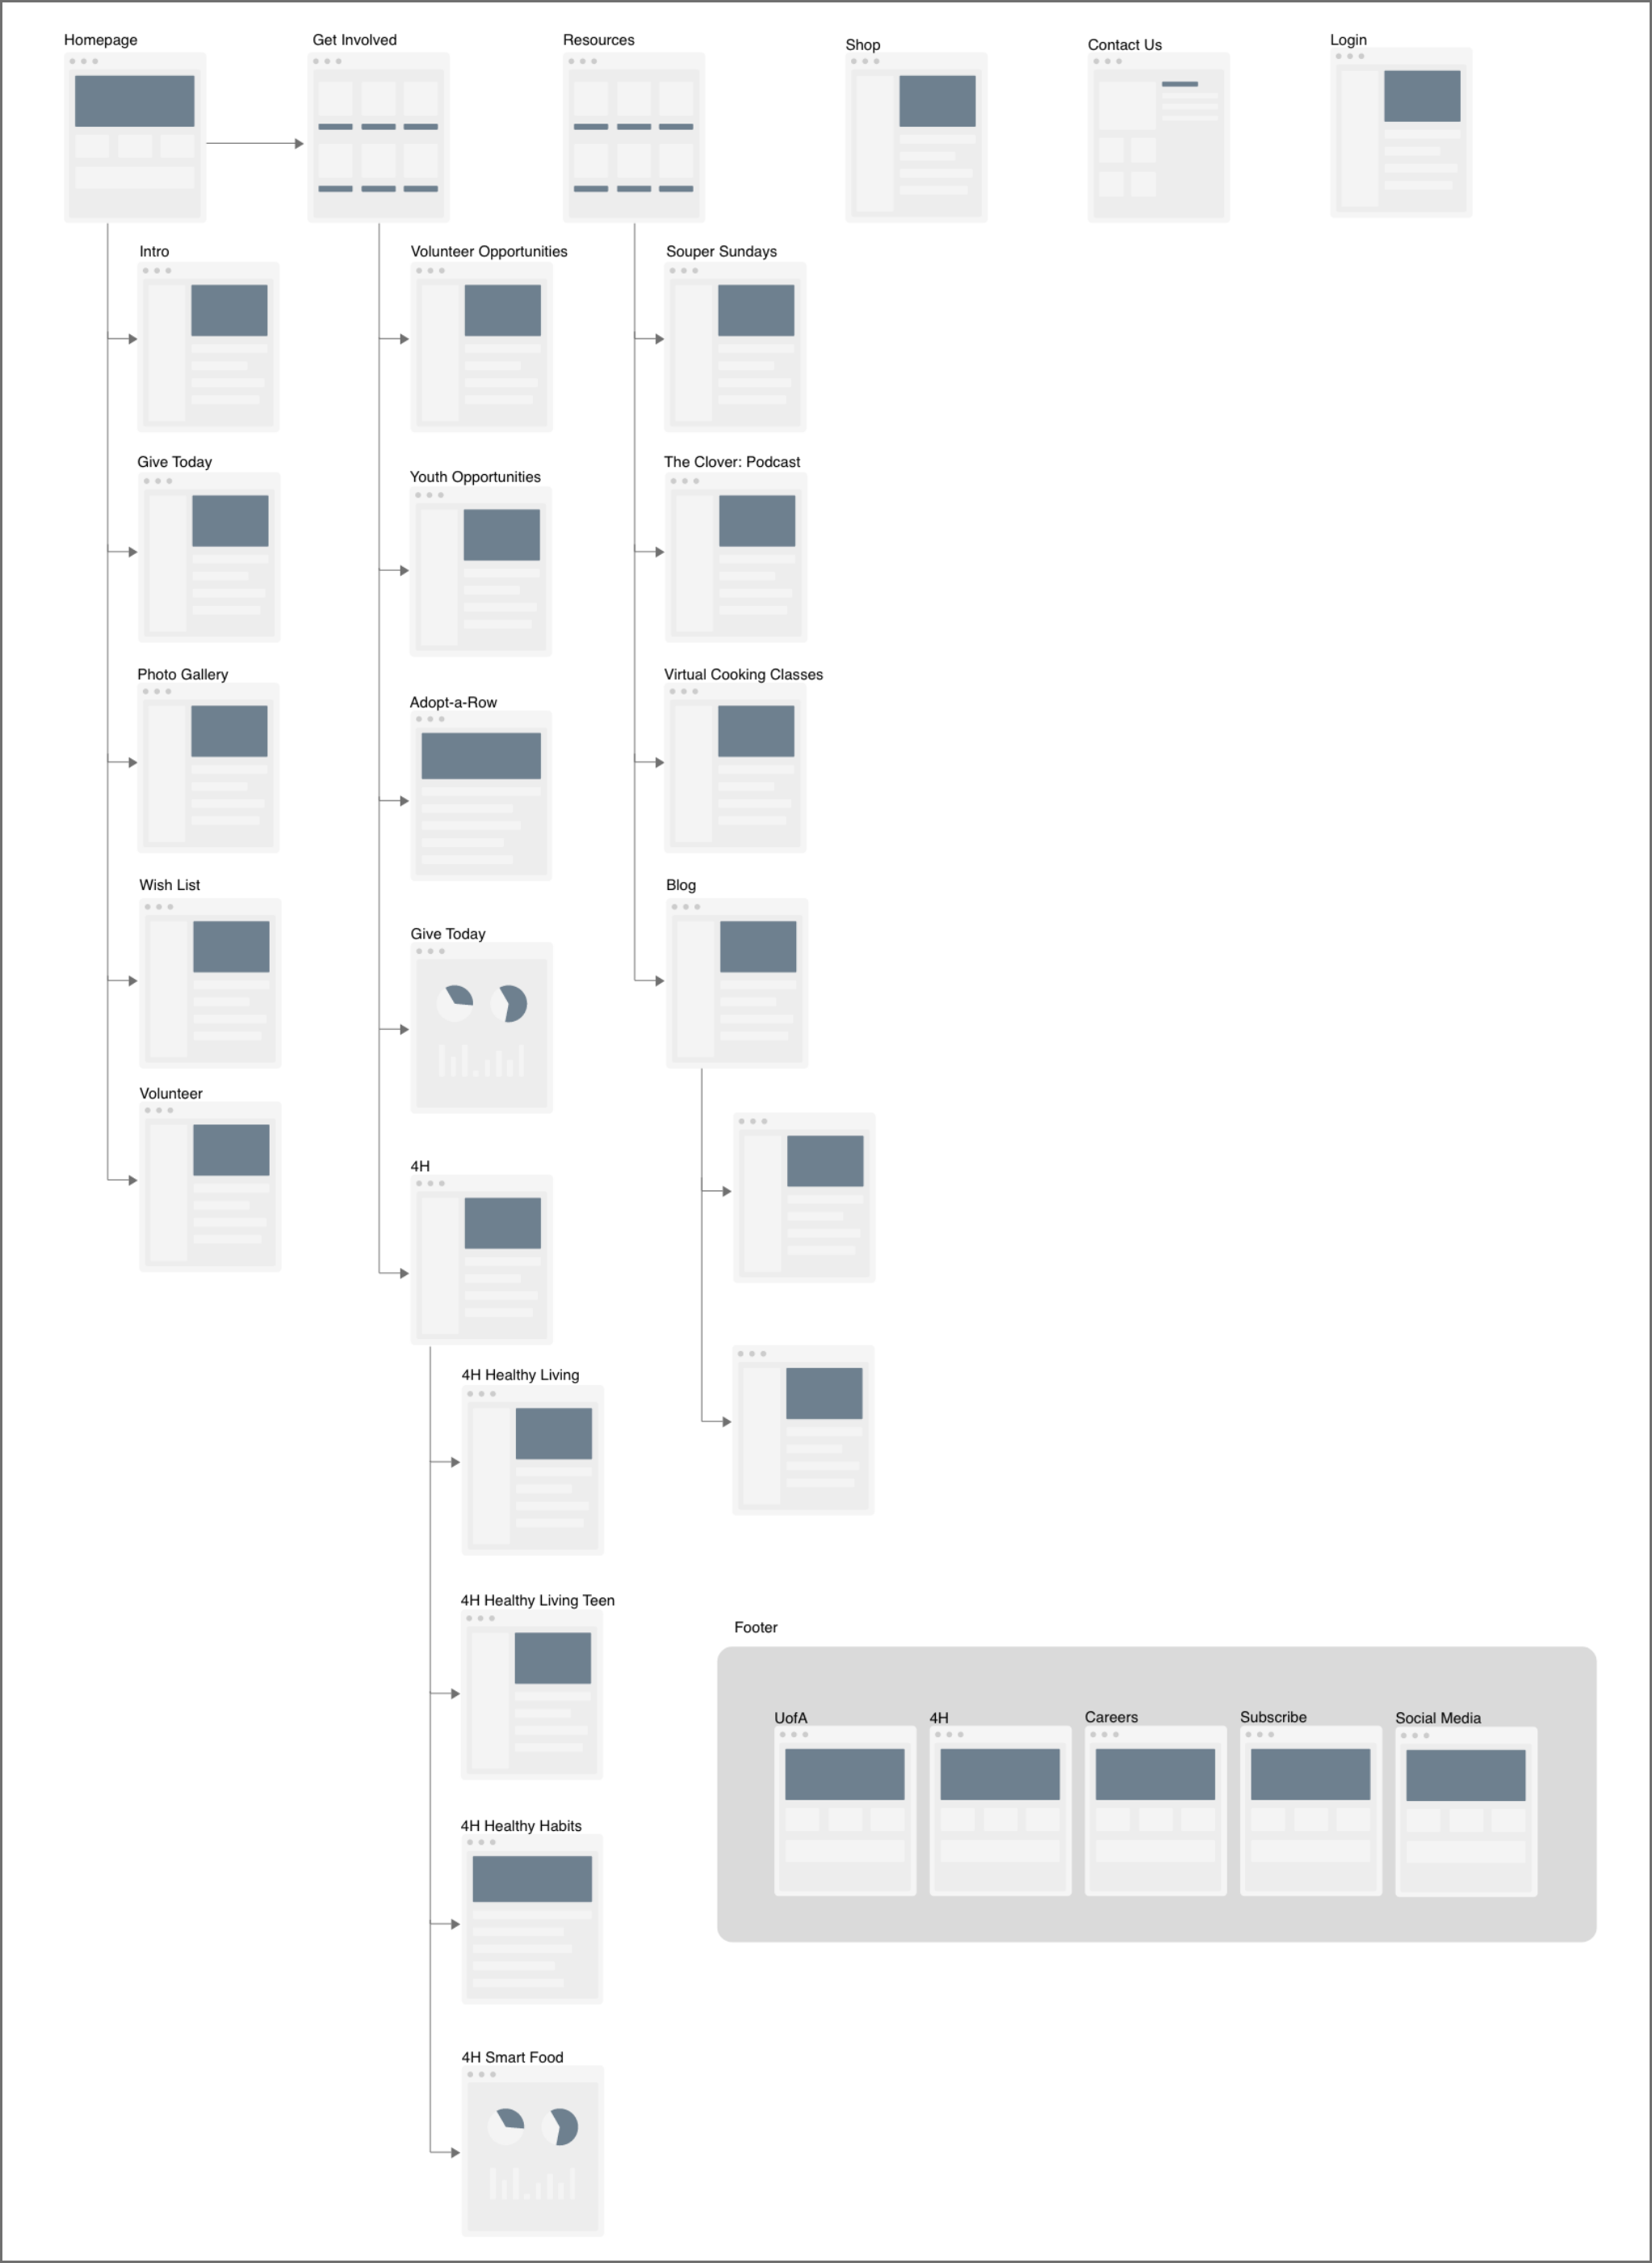 Homepage
Get Involved
Resources
Shop
Contact Us
Login
Intro
Volunteer Opportunities
Souper Sundays
Give Today
Youth Opportunities
The Clover: Podcast
Photo Gallery
Adopt-a-Row
Virtual Cooking Classes
Wish List
Give Today
Blog
Volunteer
4H
4H Healthy Living
4H Healthy Living Teen
4H Healthy Habits
4H Smart Food
Footer
UofA
4H
Careers
Subscribe
Social Media